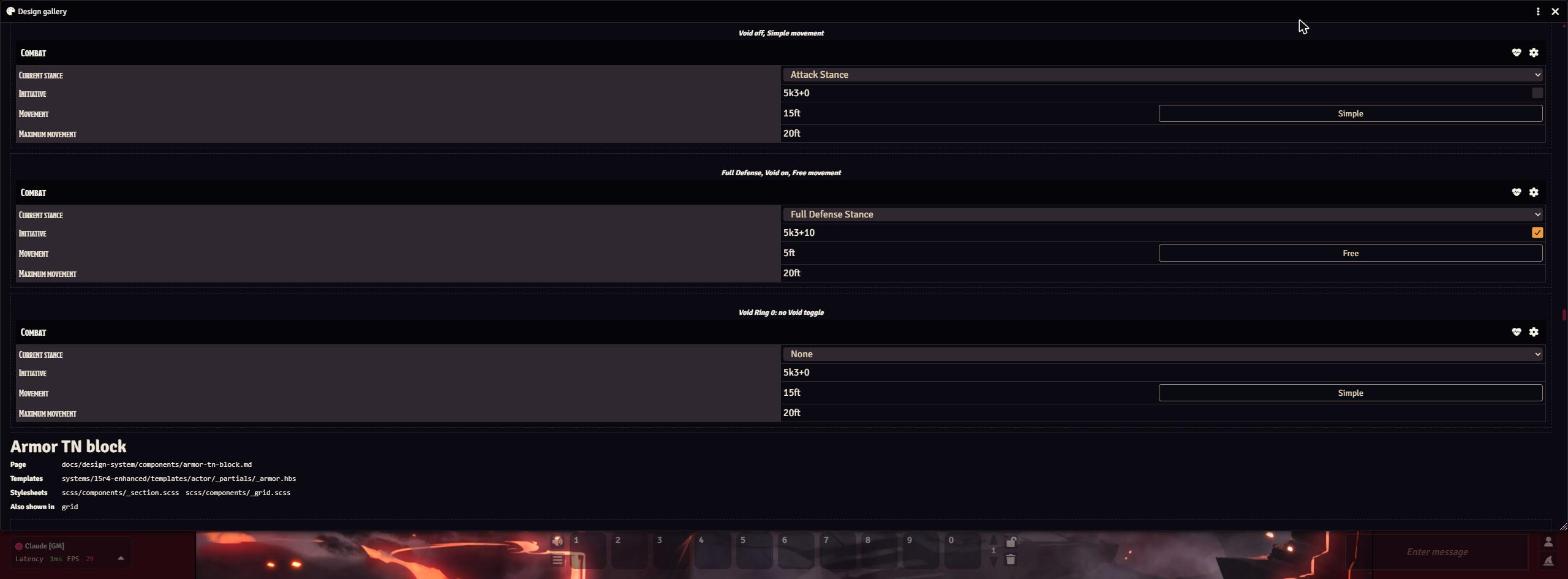 Design gallery
Void off, Simple movement
Combat
Current stance Attack Stance
Initiative 5k3+0
Movement 15ft Simple
Maximum movement 20ft
Full Defense, Void on, Free movement
Combat
Current stance Full Defense Stance
Initiative 5k3+10
Movement 5ft Free
Maximum movement 20ft
Void Ring 0: no Void toggle
Combat
Current stance None
Initiative 5k3+0
Movement 15ft Simple
Maximum movement 20ft
Armor TN block
Page docs/design-system/components/armor-tn-block.md
Templates systems/l5r4-enhanced/templates/actor/_partials/_armor.hbs
Stylesheets scss/components/_section.scss scss/components/_grid.scss
Also shown in grid
Claude [GM]
Latency 3ms FPS 29
1 2 3 4 5 6 7 8 9 0
1
Enter message